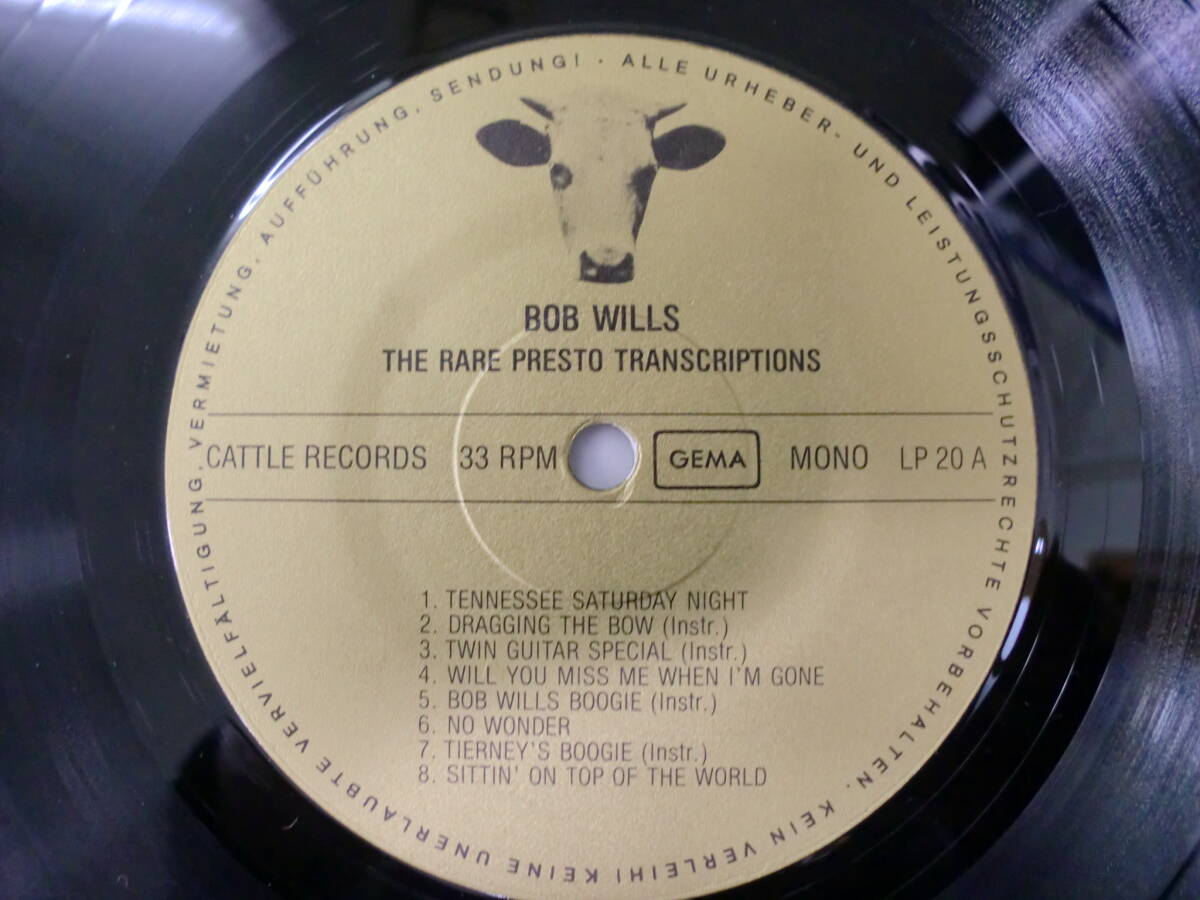 ALLE URHEBER- UND LEISTUNGSSCHUTZRECHTE VORBEHALTEN. KEIN VERLEIH! KEINE UNERLAUBTE VERVIELFÄLTIGUNG, VERMIETUNG, AUFFÜHRUNG, SENDUNG! ·
BOB WILLS
THE RARE PRESTO TRANSCRIPTIONS
CATTLE RECORDS 33 RPM GEMA MONO LP 20 A
1. TENNESSEE SATURDAY NIGHT
2. DRAGGING THE BOW (Instr.)
3. TWIN GUITAR SPECIAL (Instr.)
4. WILL YOU MISS ME WHEN I'M GONE
5. BOB WILLS BOOGIE (Instr.)
6. NO WONDER
7. TIERNEY'S BOOGIE (Instr.)
8. SITTIN' ON TOP OF THE WORLD